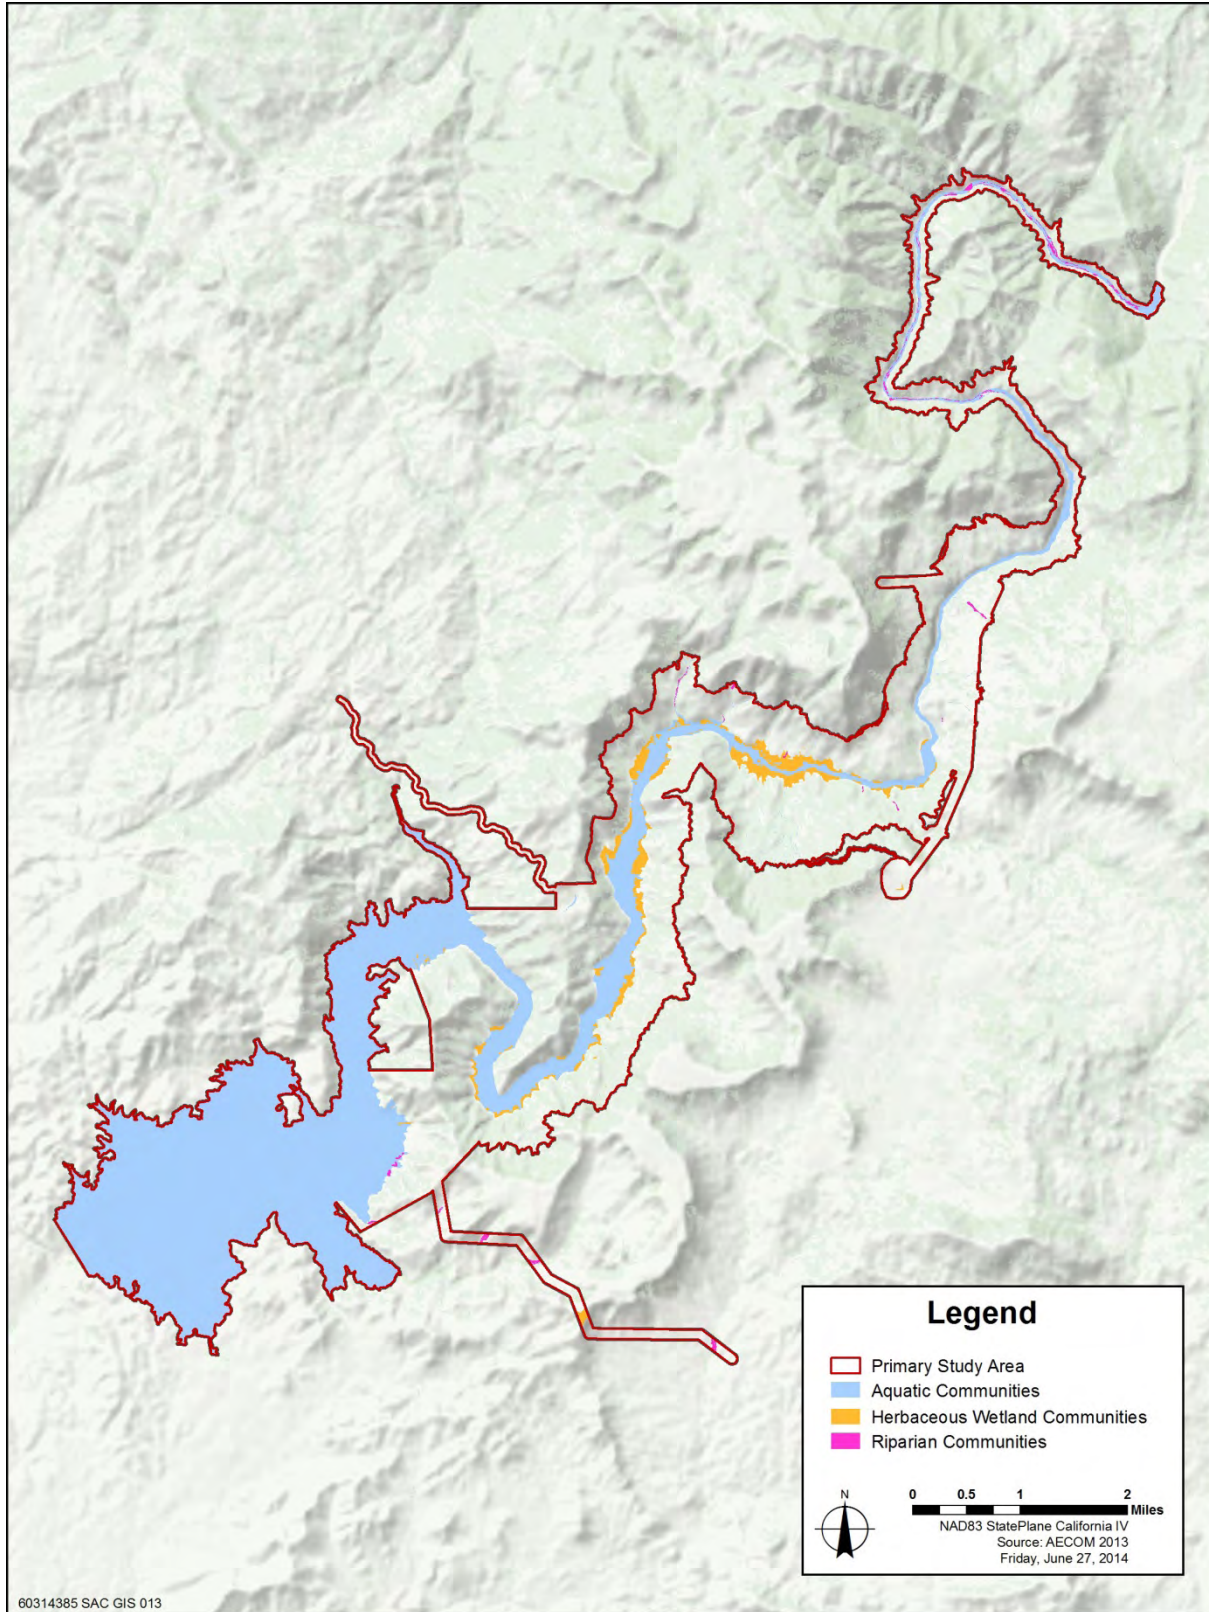 Legend
Primary Study Area
Aquatic Communities
Herbaceous Wetland Communities
Riparian Communities
N
0 0.5 1 2
Miles
NAD83 StatePlane California IV
Source: AECOM 2013
Friday, June 27, 2014
60314385 SAC GIS 013